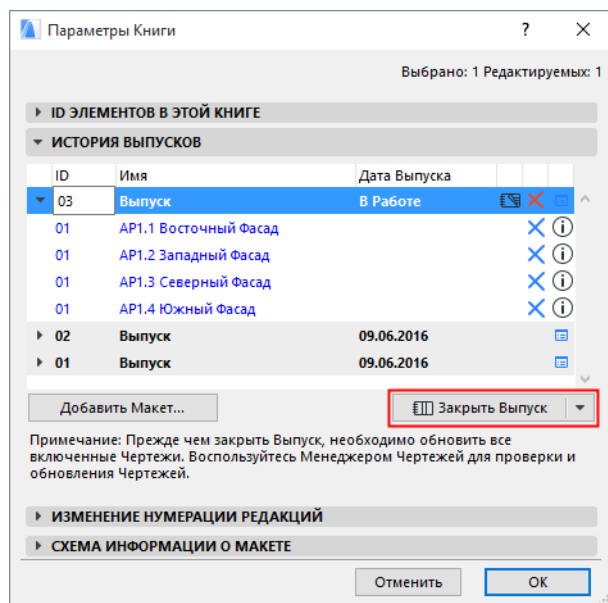 Параметры Книги ?
Выбрано: 1 Редактируемых: 1
ID ЭЛЕМЕНТОВ В ЭТОЙ КНИГЕ
ИСТОРИЯ ВЫПУСКОВ
ID Имя Дата Выпуска
03 Выпуск В Работе
01 АР1.1 Восточный Фасад
01 АР1.2 Западный Фасад
01 АР1.3 Северный Фасад
01 АР1.4 Южный Фасад
02 Выпуск 09.06.2016
01 Выпуск 09.06.2016
Добавить Макет... Закрыть Выпуск
Примечание: Прежде чем закрыть Выпуск, необходимо обновить все
включенные Чертежи. Воспользуйтесь Менеджером Чертежей для проверки и
обновления Чертежей.
ИЗМЕНЕНИЕ НУМЕРАЦИИ РЕДАКЦИЙ
СХЕМА ИНФОРМАЦИИ О МАКЕТЕ
Отменить ОК